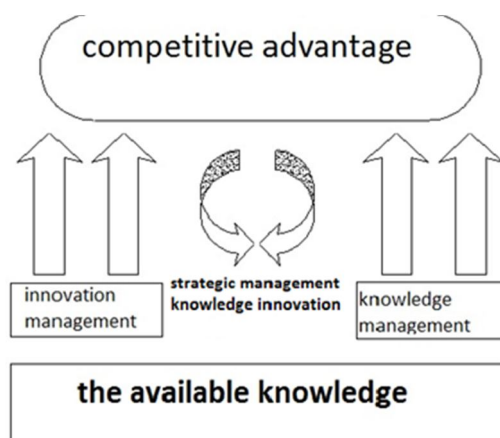 competitive advantage
strategic management
knowledge innovation
innovation
management
knowledge
management
the available knowledge